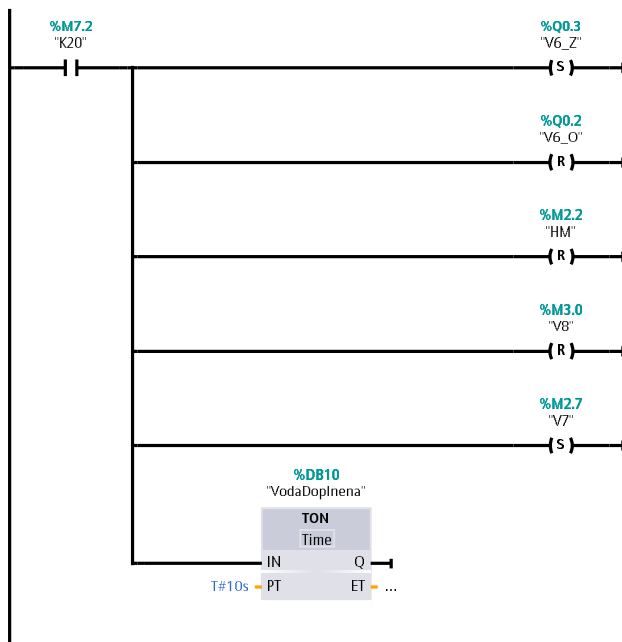 %M7.2
"K20"
%Q0.3
"V6_Z"
S
%Q0.2
"V6_O"
R
%M2.2
"HM"
R
%M3.0
"V8"
R
%M2.7
"V7"
S
%DB10
"VodaDoplnena"
TON
Time
IN Q
T#10s PT ET ...